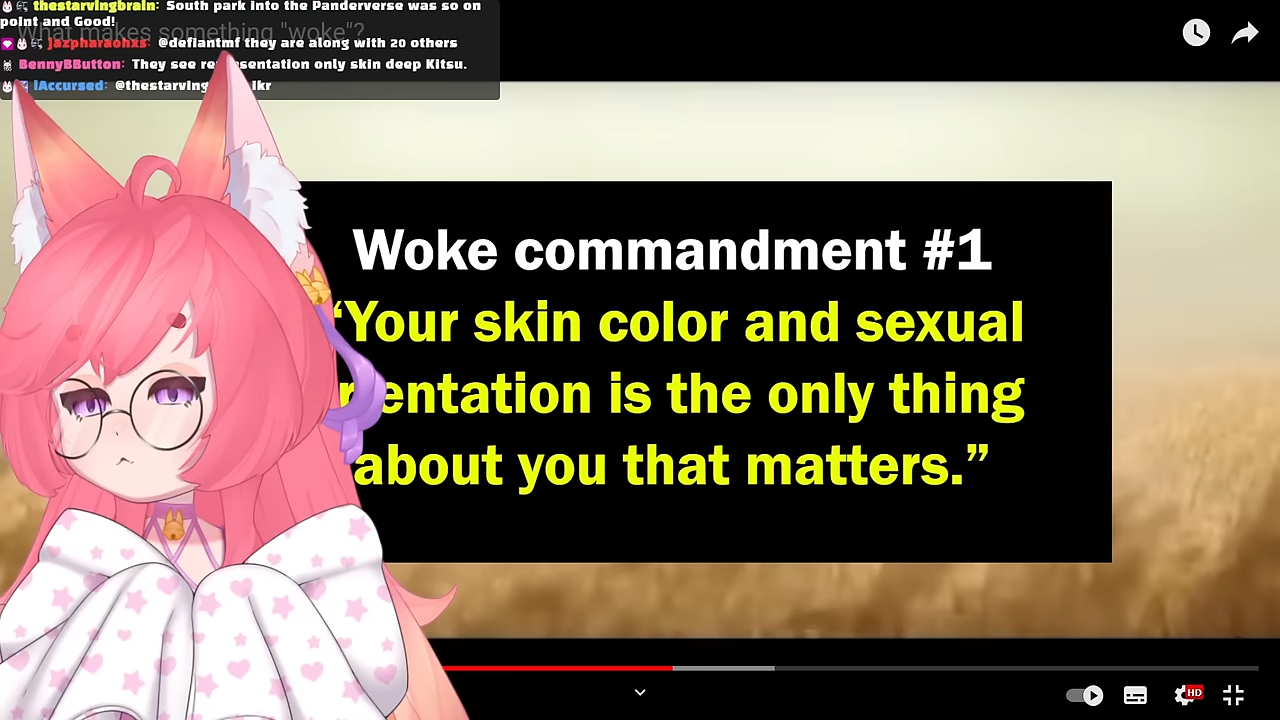 thestarvingbrain: South park into the Panderverse was so on
point and Good!
What makes something "woke"?
jazpharaohxs: @defiantmf they are along with 20 others
BennyBButton: They see re sentation only skin deep Kitsu.
lAccursed: @thestarving ikr
Woke commandment #1
“Your skin color and sexual
rientation is the only thing
about you that matters.”
HD